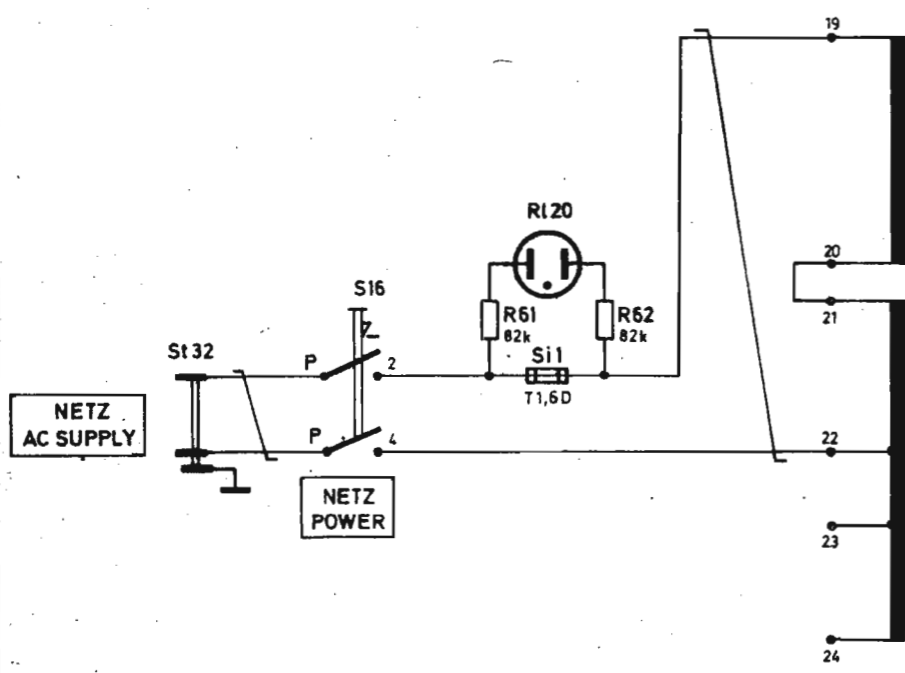 19
Rl20
20
S16
R61
82k
R62
82k
21
St32
P
2
Si1
T1,6D
NETZ
AC SUPPLY
P
4
22
NETZ
POWER
23
24